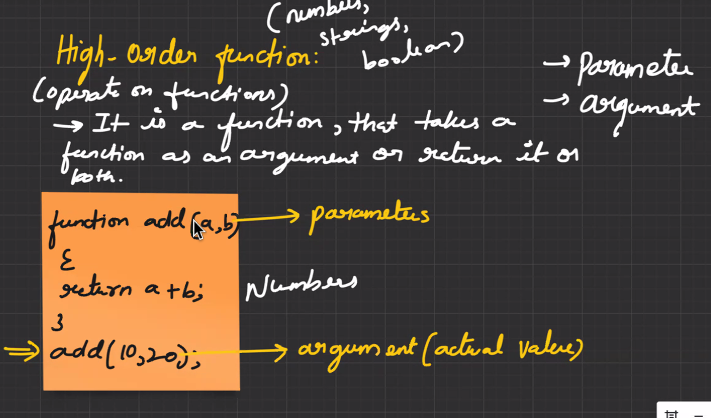 (numbers,
strings,
boolean)
High-Order function:
(operate on functions)
→ It is a function, that takes a
function as an argument or return it or
both.
→ parameter
→ argument
function add(a,b) → parameters
{
return a+b; Numbers
}
⇒ add(10,20); → argument (actual value)